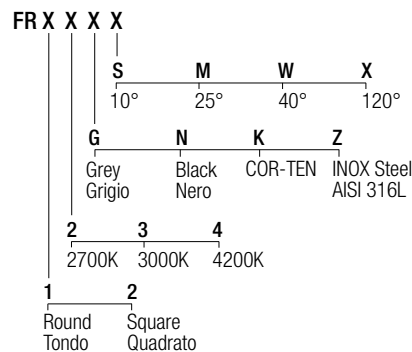 FR X X X X
S M W X
10° 25° 40° 120°
G N K Z
Grey Black COR-TEN INOX Steel
Grigio Nero AISI 316L
2 3 4
2700K 3000K 4200K
1 2
Round Square
Tondo Quadrato